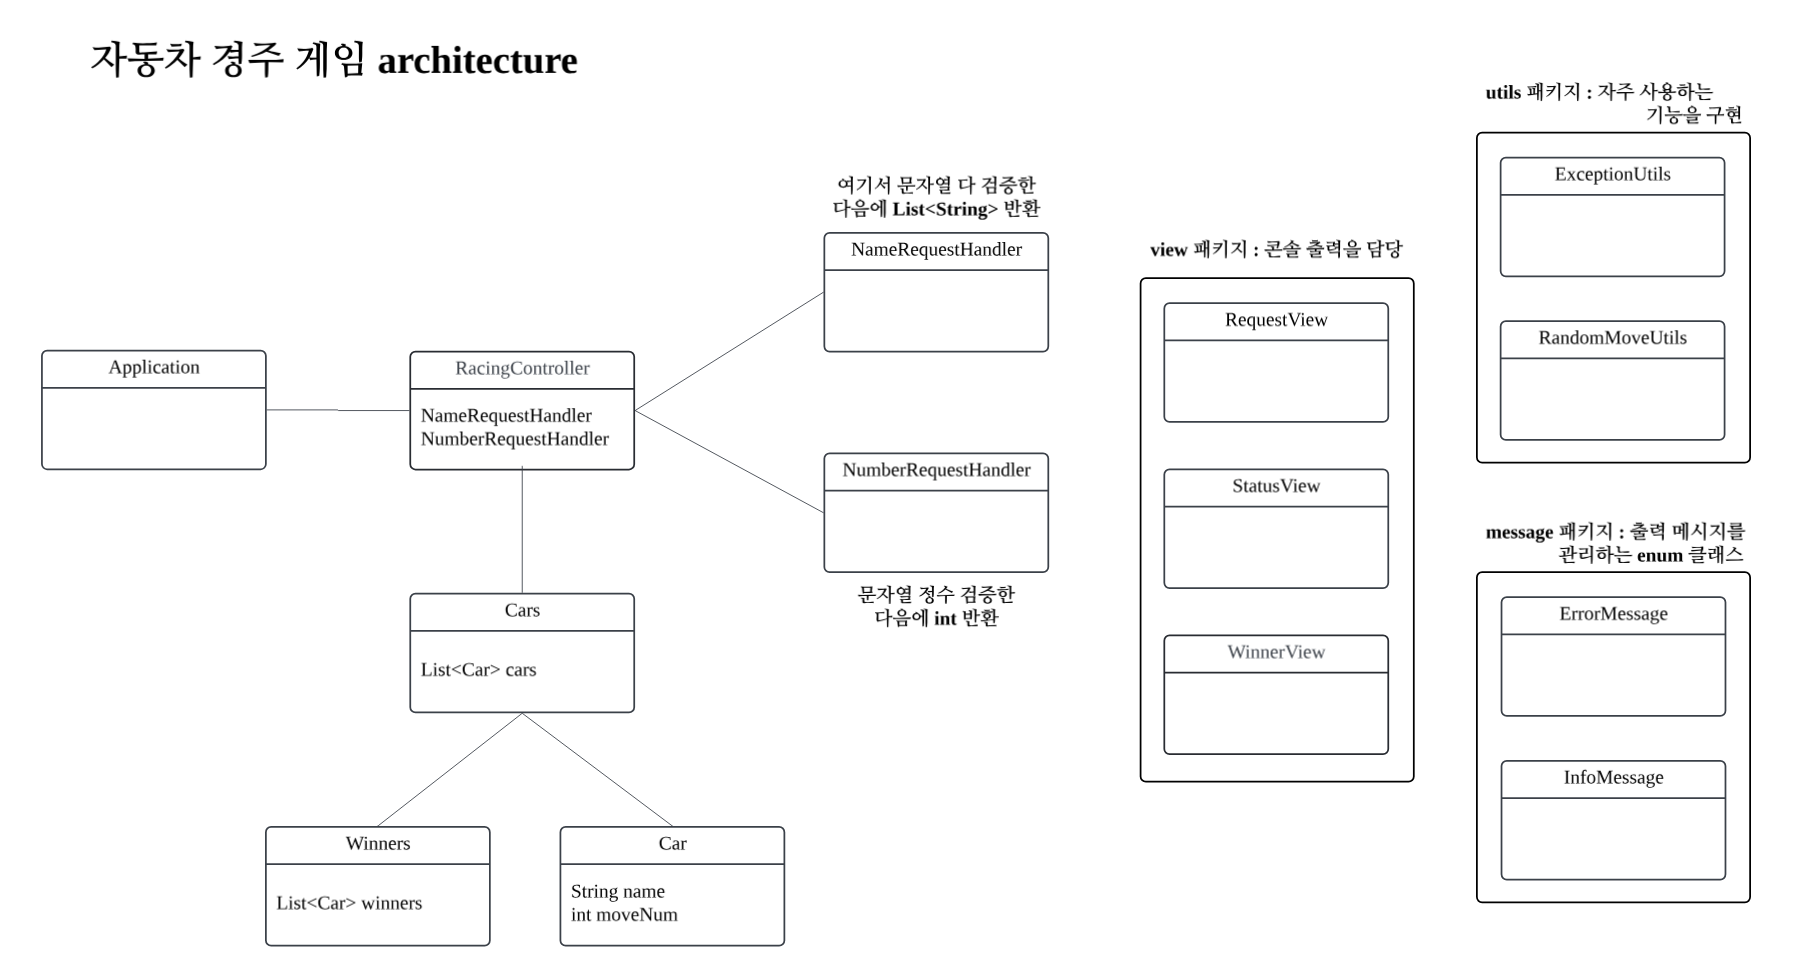 자동차 경주 게임 architecture
여기서 문자열 다 검증한
다음에 List<String> 반환
NameRequestHandler
Application
RacingController
NameRequestHandler
NumberRequestHandler
NumberRequestHandler
문자열 정수 검증한
다음에 int 반환
Cars
List<Car> cars
Winners
List<Car> winners
Car
String name
int moveNum
view 패키지 : 콘솔 출력을 담당
RequestView
StatusView
WinnerView
utils 패키지 : 자주 사용하는
기능을 구현
ExceptionUtils
RandomMoveUtils
message 패키지 : 출력 메시지를
관리하는 enum 클래스
ErrorMessage
InfoMessage